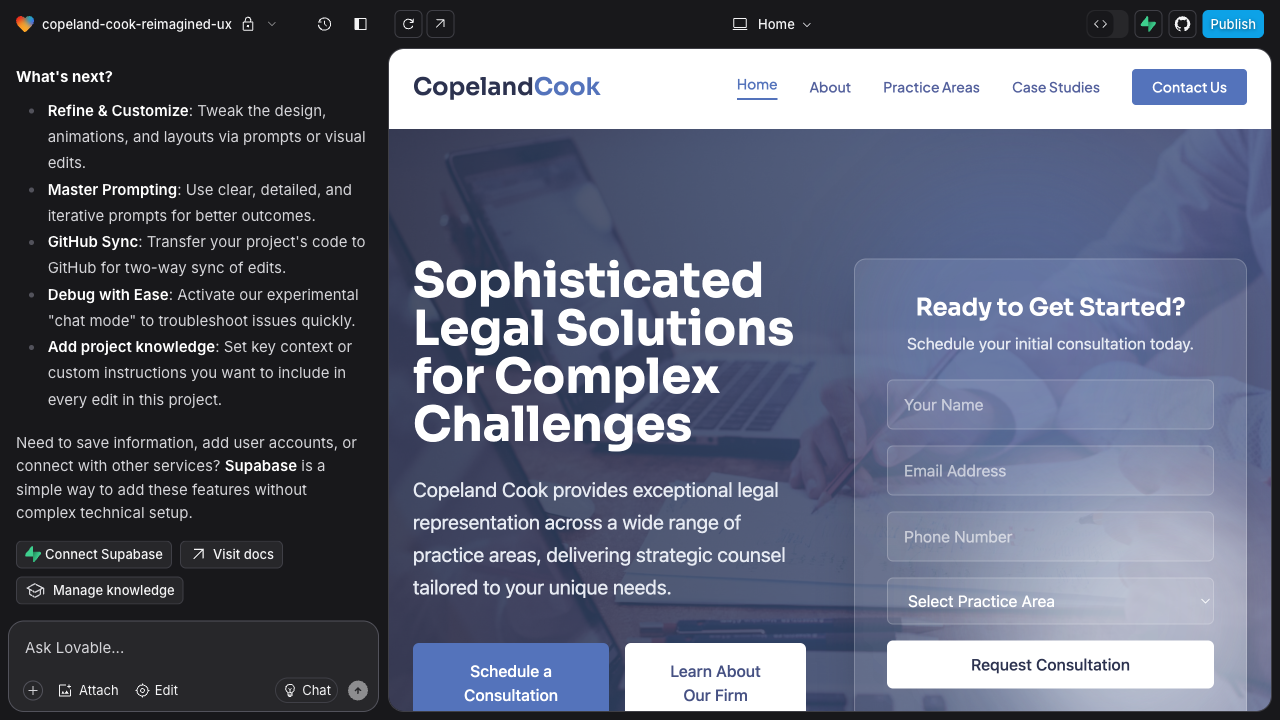 copeland-cook-reimagined-ux
Home
Publish
What's next?
Refine & Customize: Tweak the design,
animations, and layouts via prompts or visual
edits.
Master Prompting: Use clear, detailed, and
iterative prompts for better outcomes.
GitHub Sync: Transfer your project's code to
GitHub for two-way sync of edits.
Debug with Ease: Activate our experimental
"chat mode" to troubleshoot issues quickly.
Add project knowledge: Set key context or
custom instructions you want to include in
every edit in this project.
Need to save information, add user accounts, or
connect with other services? Supabase is a
simple way to add these features without
complex technical setup.
Connect Supabase
Visit docs
Manage knowledge
Ask Lovable...
Attach
Edit
Chat
CopelandCook
Home
About
Practice Areas
Case Studies
Contact Us
Sophisticated
Legal Solutions
for Complex
Challenges
Copeland Cook provides exceptional legal
representation across a wide range of
practice areas, delivering strategic counsel
tailored to your unique needs.
Schedule a
Consultation
Learn About
Our Firm
Ready to Get Started?
Schedule your initial consultation today.
Your Name
Email Address
Phone Number
Select Practice Area
Request Consultation